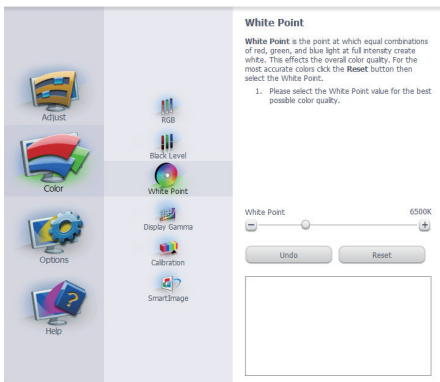 Adjust
Color
Options
Help
RGB
Black Level
White Point
Display Gamma
Calibration
SmartImage
White Point
White Point is the point at which equal combinations
of red, green, and blue light at full intensity create
white. This effects the overall color quality. For the
most accurate colors click the Reset button then
select the White Point.
1. Please select the White Point value for the best
possible color quality.
White Point 6500K
Undo Reset